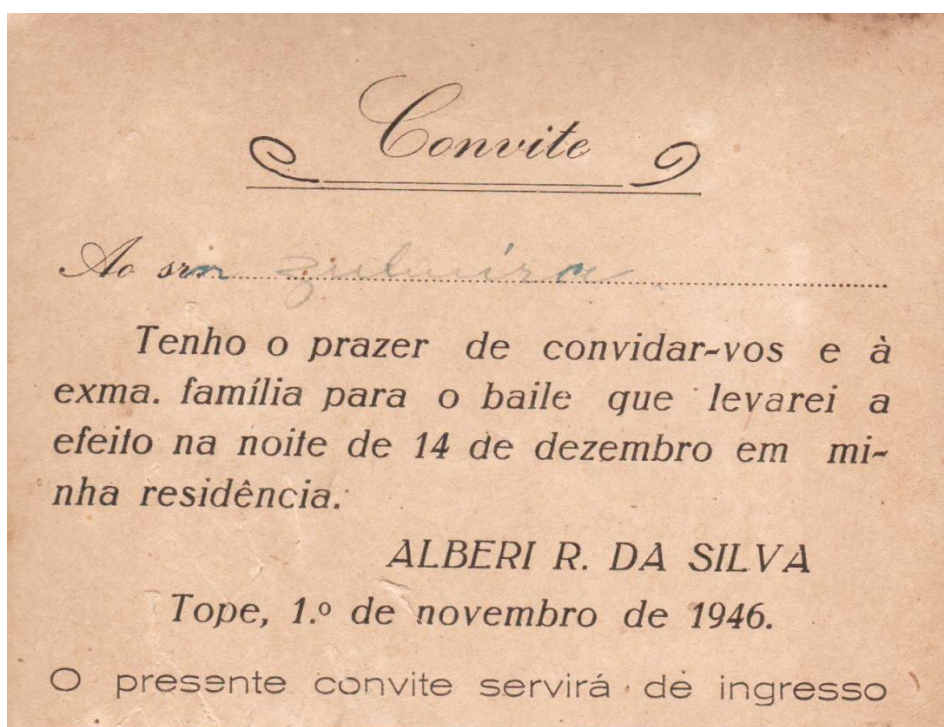 Convite
Ao snr. Zulmira
Tenho o prazer de convidar-vos e à
exma. família para o baile que levarei a
efeito na noite de 14 de dezembro em mi-
nha residência.
ALBERI R. DA SILVA
Tope, 1.º de novembro de 1946.
O presente convite servirá de ingresso